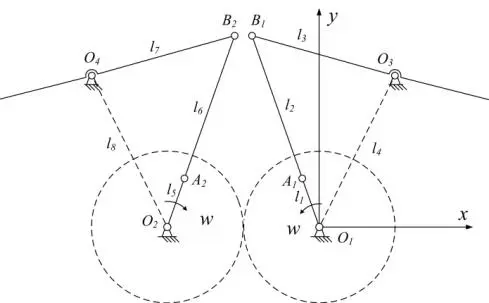 B₂ B₁ y
O₄ l₇ l₃ O₃
l₆ l₂
l₈ l₄
A₂ A₁
l₅ l₁
O₂ w w O₁ x